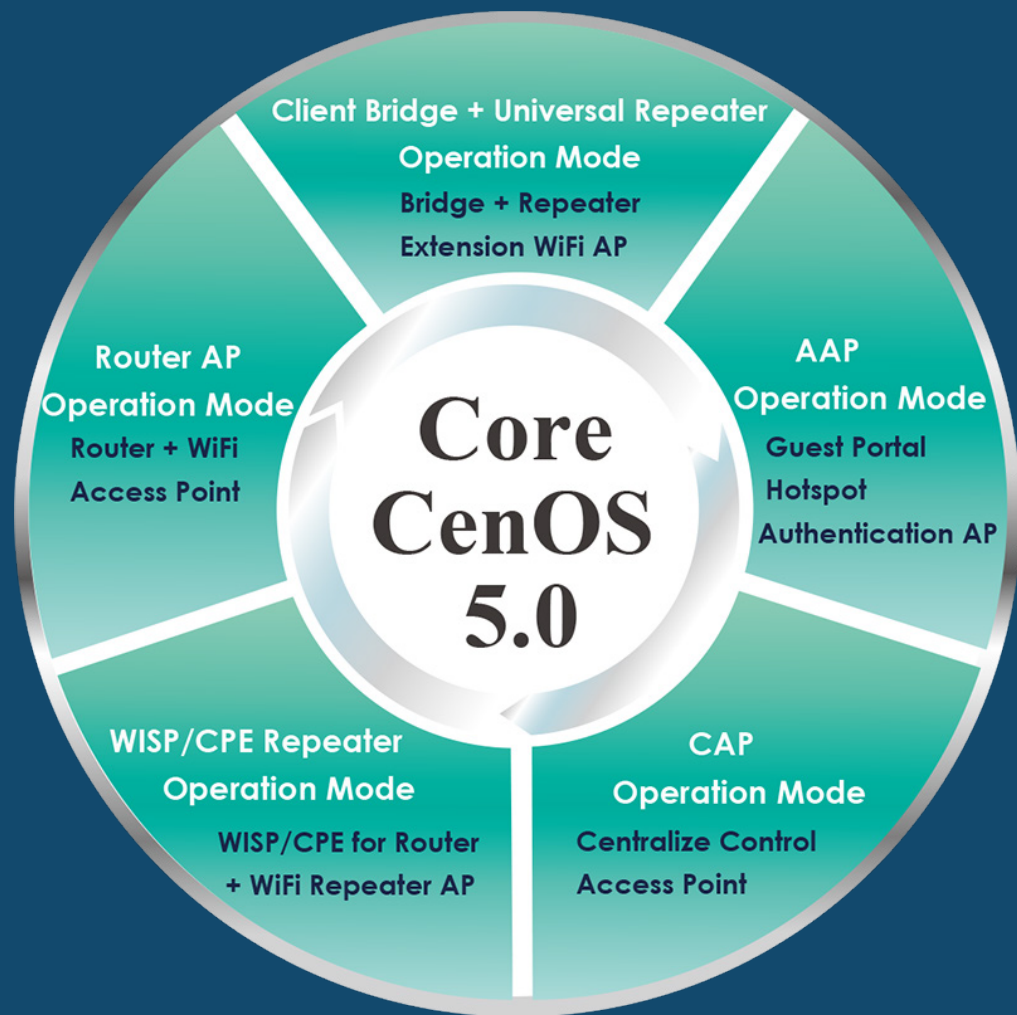 Client Bridge + Universal Repeater
Operation Mode
Bridge + Repeater
Extension WiFi AP
Router AP
Operation Mode
Router + WiFi
Access Point
AAP
Operation Mode
Guest Portal
Hotspot
Authentication AP
Core
CenOS
5.0
WISP/CPE Repeater
Operation Mode
WISP/CPE for Router
+ WiFi Repeater AP
CAP
Operation Mode
Centralize Control
Access Point